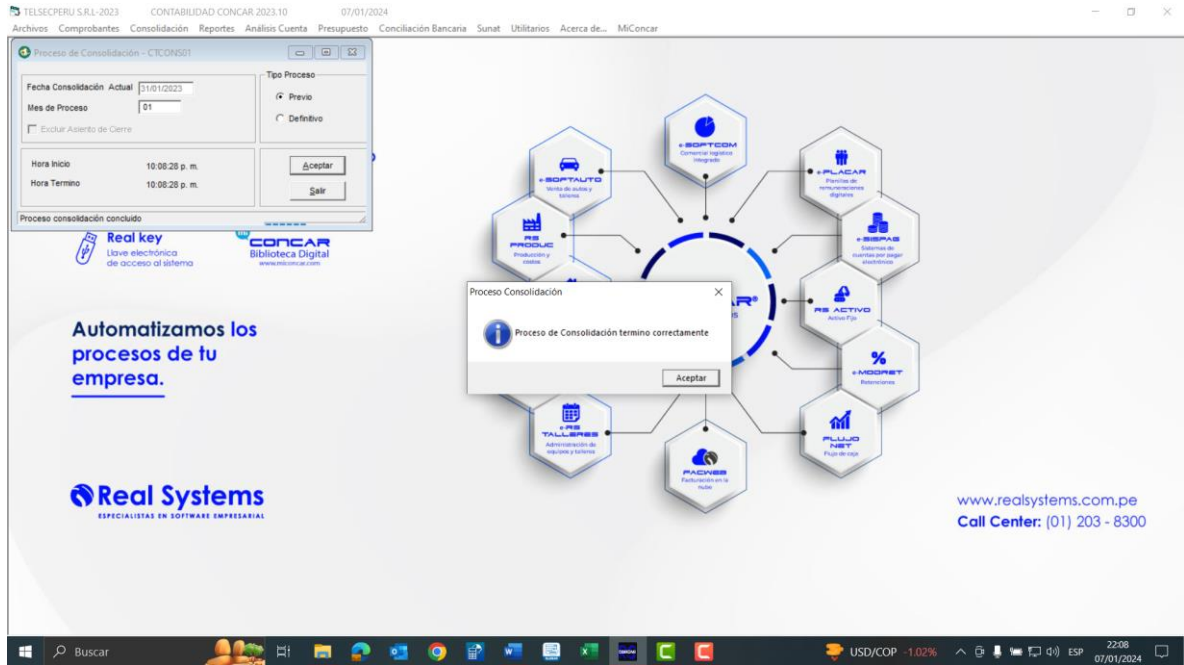 TELSECPERU S.R.L-2023 CONTABILIDAD CONCAR 2023.10 07/01/2024
Archivos Comprobantes Consolidación Reportes Análisis Cuenta Presupuesto Conciliación Bancaria Sunat Utilitarios Acerca de... MiConcar
Proceso de Consolidación - CTCONS01
Fecha Consolidación Actual 31/01/2023
Mes de Proceso 01
Excluir Asiento de Cierre
Tipo Proceso
Previo
Definitivo
Hora Inicio 10:08:28 p. m.
Hora Termino 10:08:28 p. m.
Aceptar
Salir
Proceso consolidación concluido
Real key
Llave electrónica
de acceso al sistema
CONCAR
Biblioteca Digital
www.miconcar.com
Automatizamos los
procesos de tu
empresa.
Real Systems
ESPECIALISTAS EN SOFTWARE EMPRESARIAL
e-SOFTCOM
Comercial logístico
integrado
e-SOFTAUTO
Venta de autos y
talleres
e-PLACAR
Planillas de
remuneraciones
digitales
RS
PRODUC
Producción y
costos
e-SISPAG
Sistemas de
cuentas por pagar
electrónico
RS ACTIVO
Activo Fijo
e-MODRET
Retenciones
FLUJO
NET
Flujo de caja
FACWEB
Facturación en la
nube
e-RS
TALLERES
Administración de
equipos y talleres
Proceso Consolidación
Proceso de Consolidación termino correctamente
Aceptar
www.realsystems.com.pe
Call Center: (01) 203 - 8300
Buscar
USD/COP -1.02%
ESP
22:08
07/01/2024